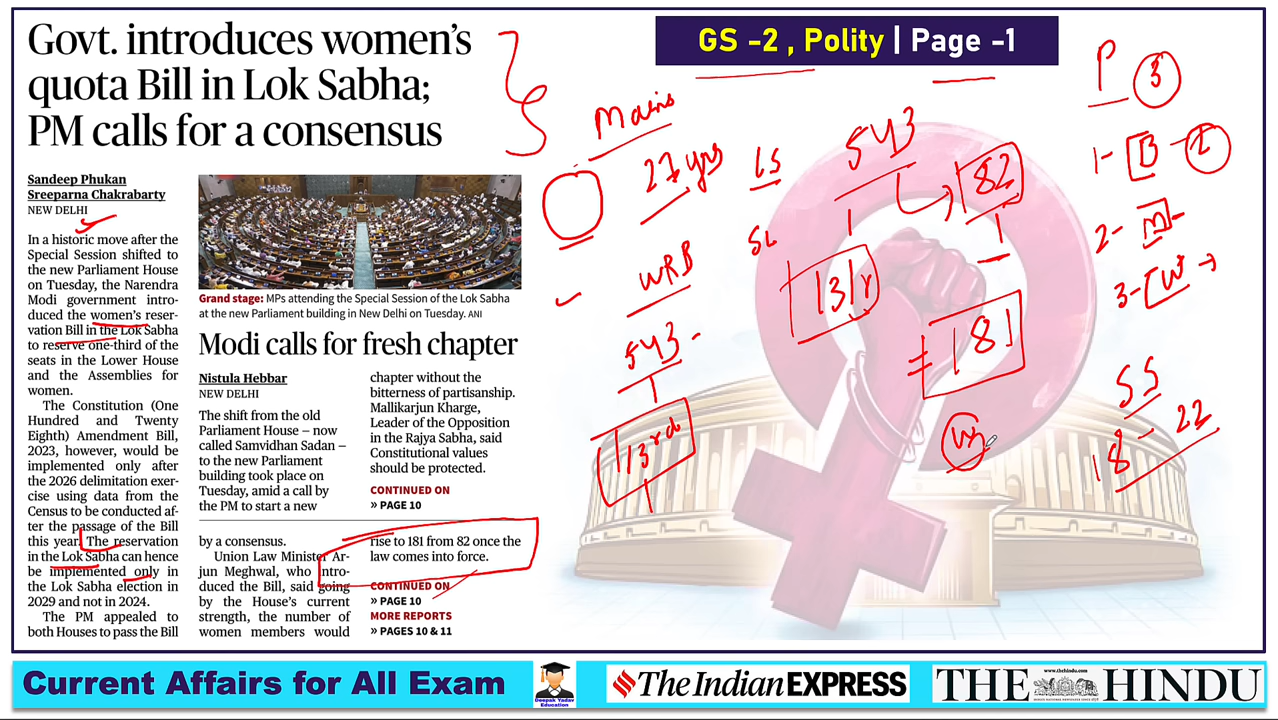 Govt. introduces women's
quota Bill in Lok Sabha;
PM calls for a consensus
GS -2 , Polity | Page -1
Sandeep Phukan
Sreeparna Chakrabarty
NEW DELHI
In a historic move after the
Special Session shifted to
the new Parliament House
on Tuesday, the Narendra
Modi government intro-
duced the women's reser-
vation Bill in the Lok Sabha
to reserve one-third of the
seats in the Lower House
and the Assemblies for
women.
The Constitution (One
Hundred and Twenty
Eighth) Amendment Bill,
2023, however, would be
implemented only after
the 2026 delimitation exer-
cise using data from the
Census to be conducted af-
ter the passage of the Bill
this year. The reservation
in the Lok Sabha can hence
be implemented only in
the Lok Sabha election in
2029 and not in 2024.
The PM appealed to
both Houses to pass the Bill
Grand stage: MPs attending the Special Session of the Lok Sabha
at the new Parliament building in New Delhi on Tuesday. ANI
Modi calls for fresh chapter
Nistula Hebbar
NEW DELHI
The shift from the old
Parliament House – now
called Samvidhan Sadan –
to the new Parliament
building took place on
Tuesday, amid a call by
the PM to start a new
chapter without the
bitterness of partisanship.
Mallikarjun Kharge,
Leader of the Opposition
in the Rajya Sabha, said
Constitutional values
should be protected.
CONTINUED ON
» PAGE 10
by a consensus.
Union Law Minister Ar-
jun Meghwal, who intro-
duced the Bill, said going
by the House's current
strength, the number of
women members would
rise to 181 from 82 once the
law comes into force.
CONTINUED ON
» PAGE 10
MORE REPORTS
» PAGES 10 & 11
Mains
27 yrs
WRB
543
1/3rd
LS
SL
543
82
1/3 r
= 181
W
P 3
1- B -
2- M -
3- W
SS
18 - 22
Current Affairs for All Exam
Deepak Yadav
Education
The Indian EXPRESS
www.thehindu.com
THE HINDU